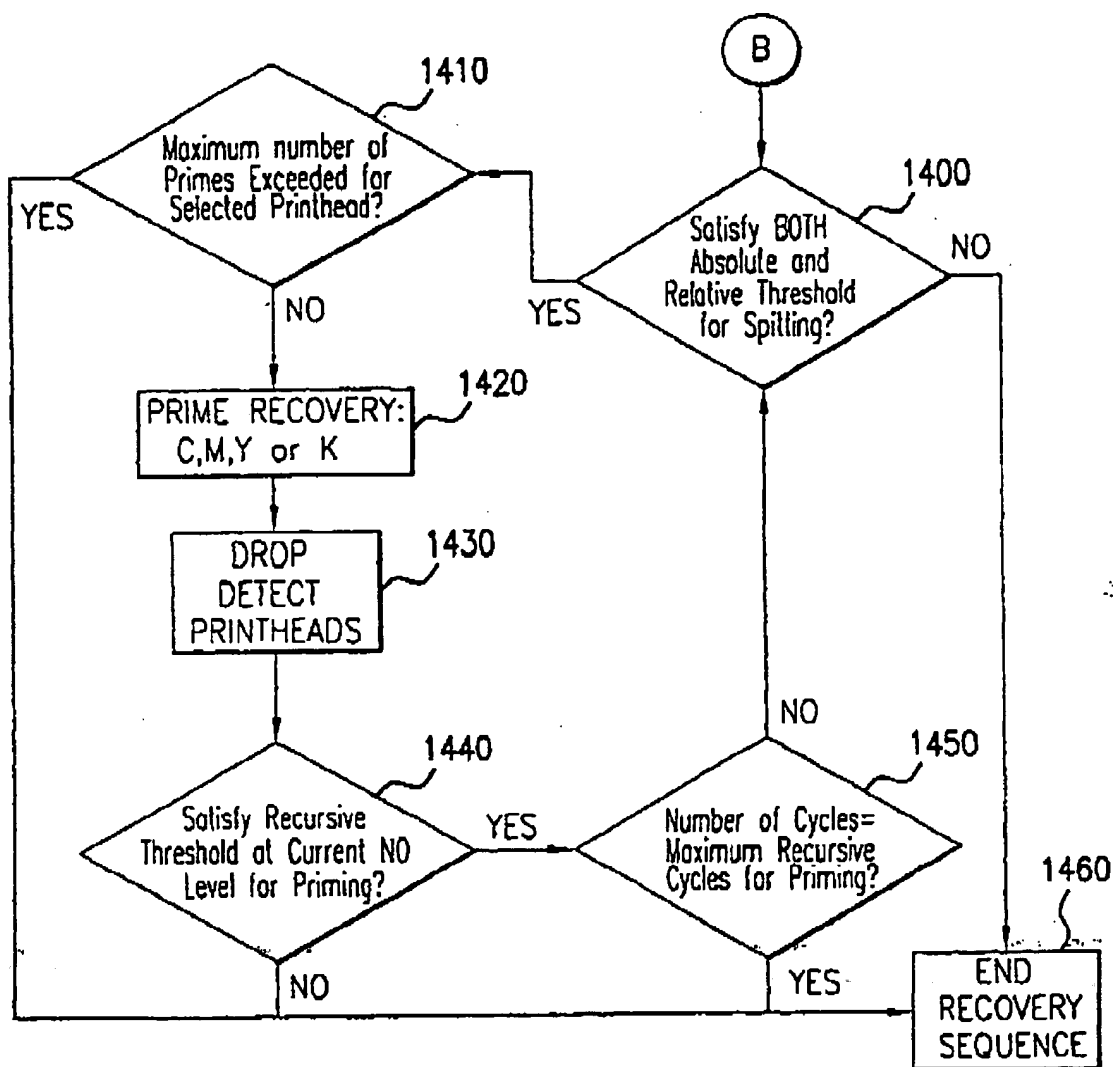 B
1410
Maximum number of
Primes Exceeded for
Selected Printhead?
YES
NO
1400
Satisfy BOTH
Absolute and
Relative Threshold
for Spitting?
NO
YES
1420
PRIME RECOVERY:
C,M,Y or K
1430
DROP
DETECT
PRINTHEADS
1440
Satisfy Recursive
Threshold at Current NO
Level for Priming?
YES
NO
1450
Number of Cycles=
Maximum Recursive
Cycles for Priming?
NO
YES
1460
END
RECOVERY
SEQUENCE